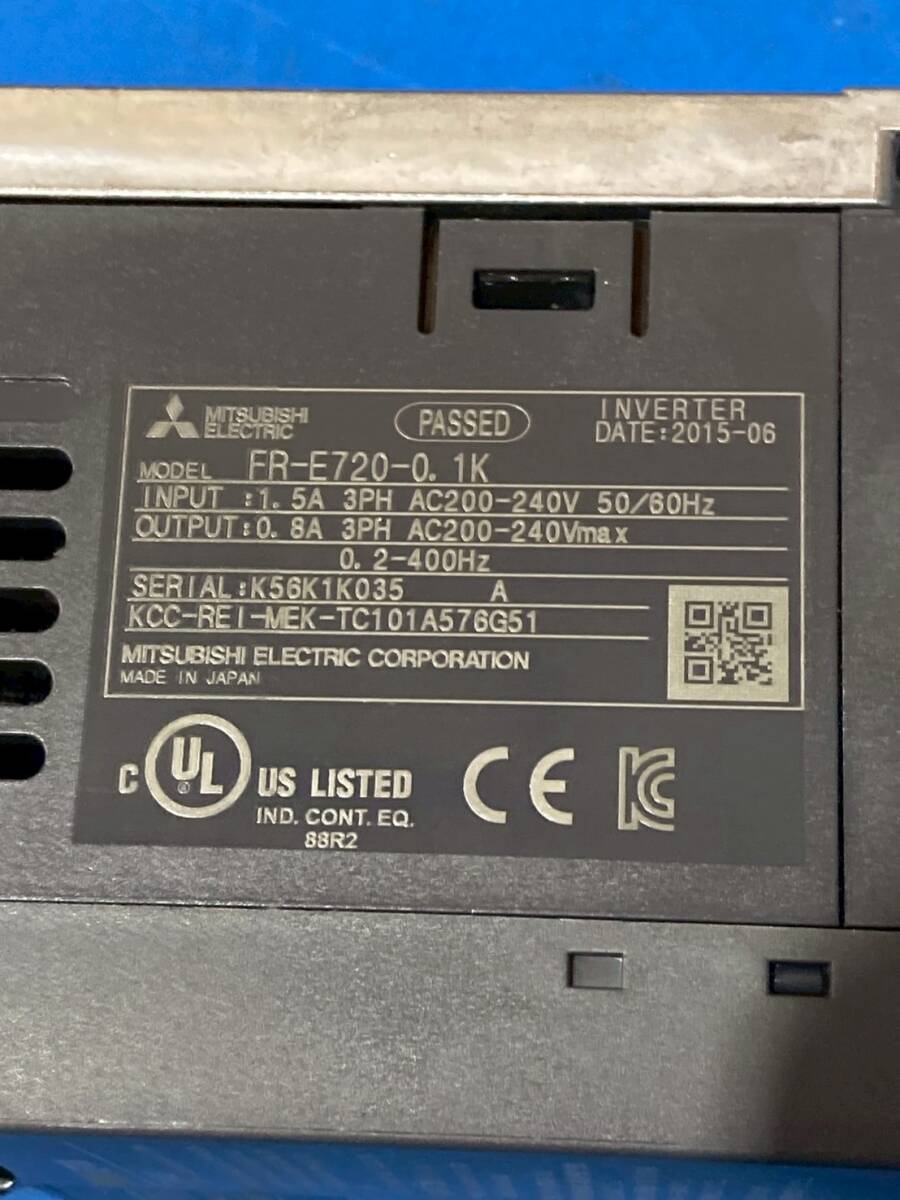 MITSUBISHI
ELECTRIC
PASSED
INVERTER
DATE:2015-06
MODEL FR-E720-0.1K
INPUT :1.5A 3PH AC200-240V 50/60Hz
OUTPUT:0.8A 3PH AC200-240Vmax
0.2-400Hz
SERIAL:K56K1K035 A
KCC-REI-MEK-TC101A576G51
MITSUBISHI ELECTRIC CORPORATION
MADE IN JAPAN
C UL ® US LISTED
IND. CONT. EQ.
88R2
CE
KC